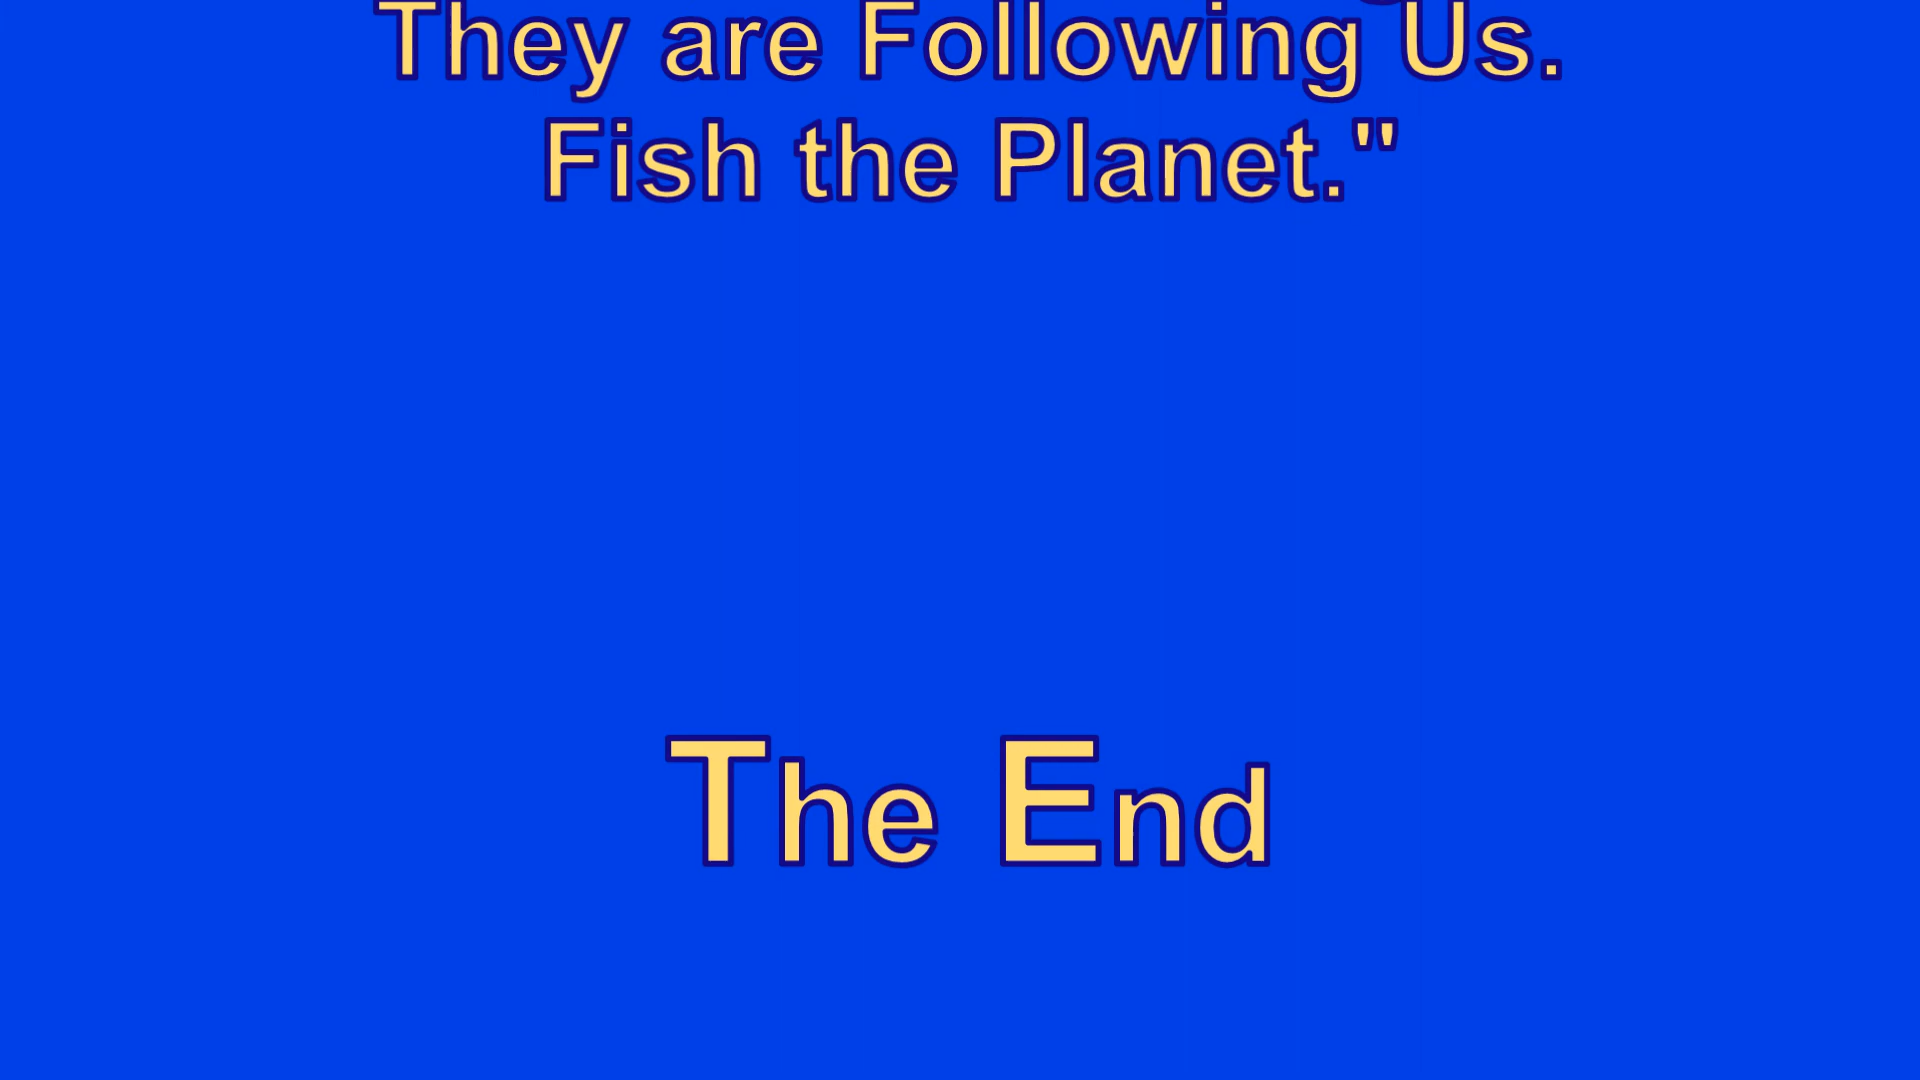 They are Following Us.
Fish the Planet."
The End